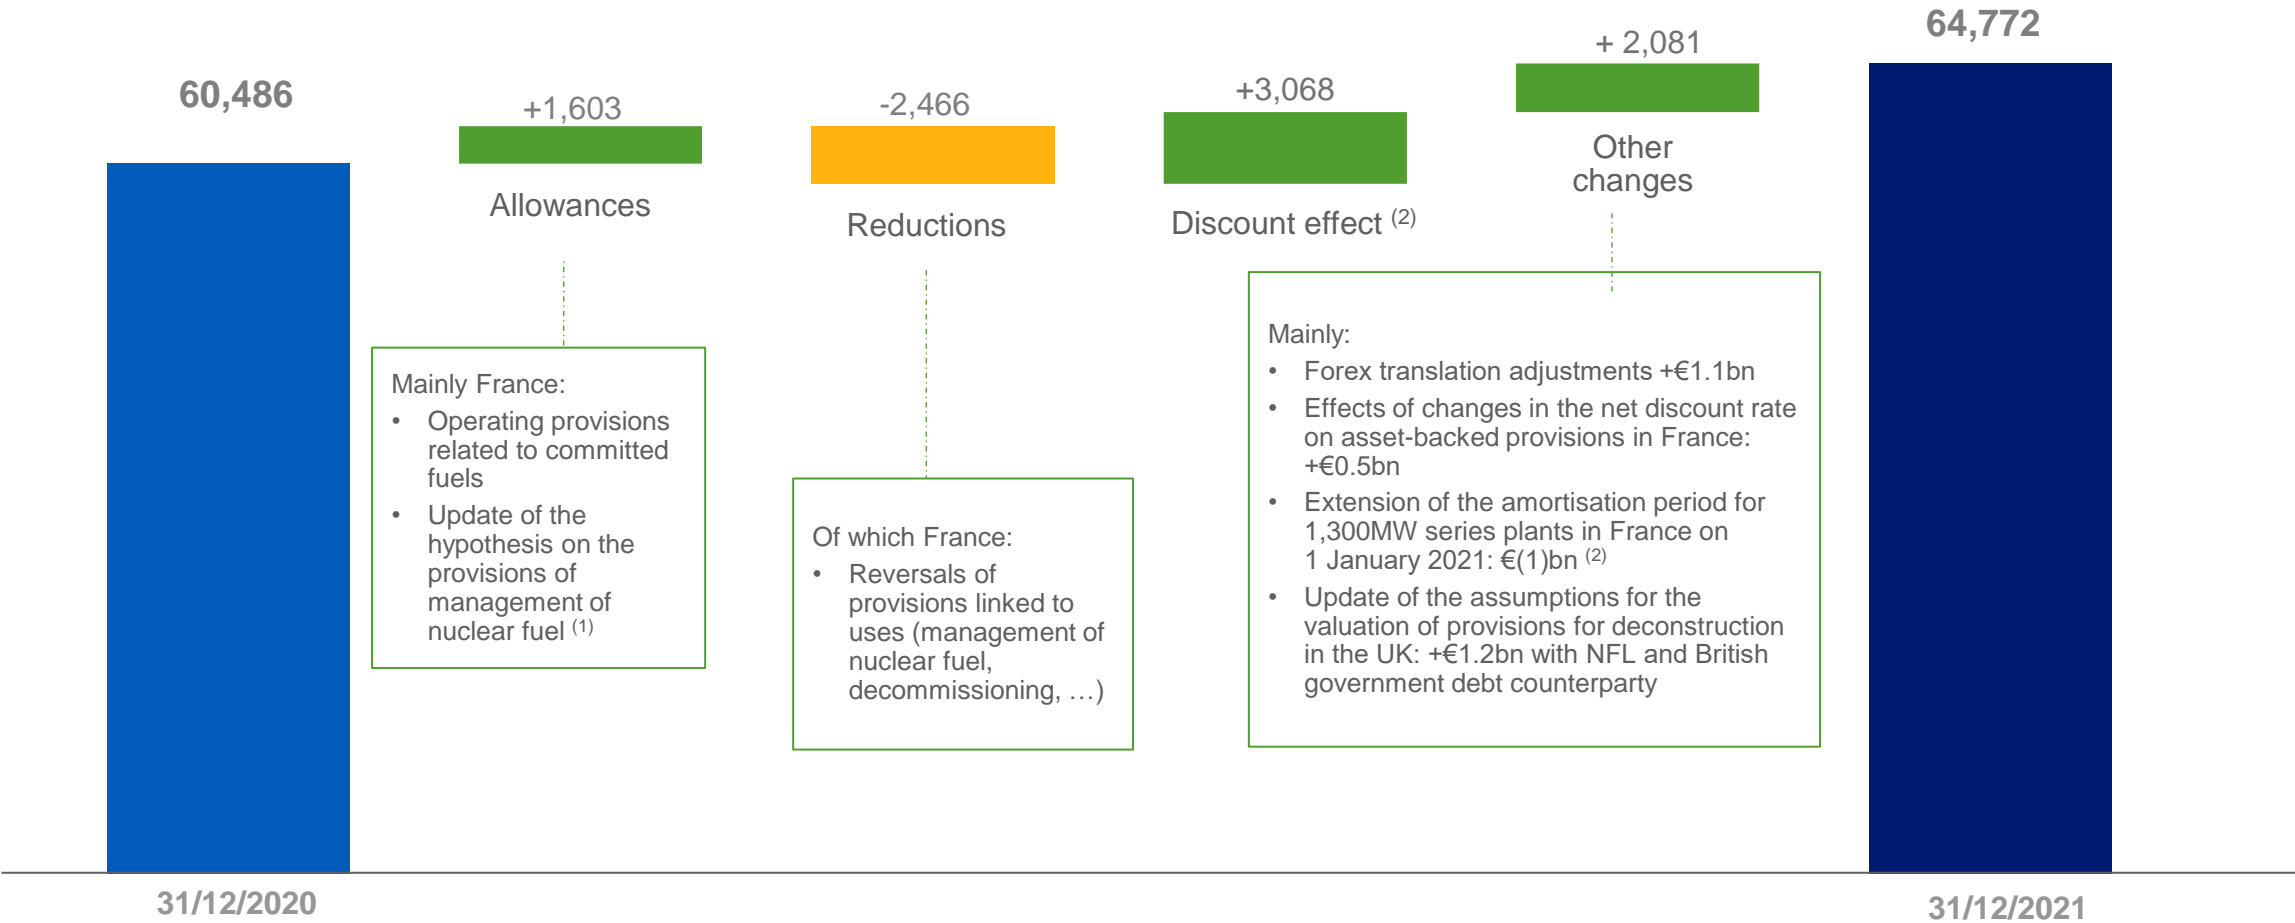 60,486
31/12/2020
+1,603
Allowances
Mainly France:
• Operating provisions
related to committed
fuels
• Update of the
hypothesis on the
provisions of
management of
nuclear fuel (1)
-2,466
Reductions
Of which France:
• Reversals of
provisions linked to
uses (management of
nuclear fuel,
decommissioning, …)
+3,068
Discount effect (2)
+ 2,081
Other
changes
Mainly:
• Forex translation adjustments +€1.1bn
• Effects of changes in the net discount rate
on asset-backed provisions in France:
+€0.5bn
• Extension of the amortisation period for
1,300MW series plants in France on
1 January 2021: €(1)bn (2)
• Update of the assumptions for the
valuation of provisions for deconstruction
in the UK: +€1.2bn with NFL and British
government debt counterparty
64,772
31/12/2021